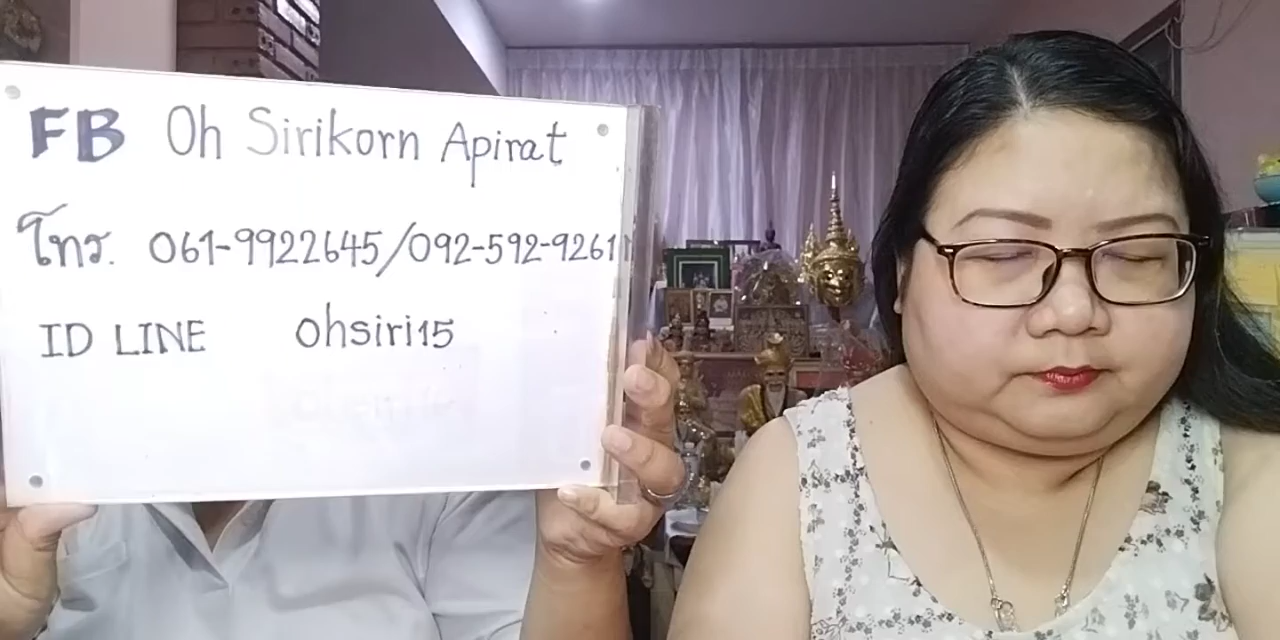 FB Oh Sirikorn Apirat
โทร. 061-9922645/092-592-9261
ID LINE ohsiri15